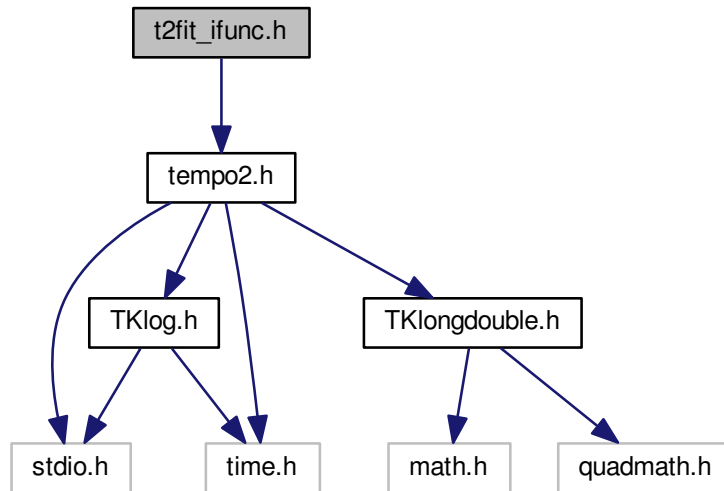 t2fit_ifunc.h
tempo2.h
TKlog.h
TKlongdouble.h
stdio.h
time.h
math.h
quadmath.h